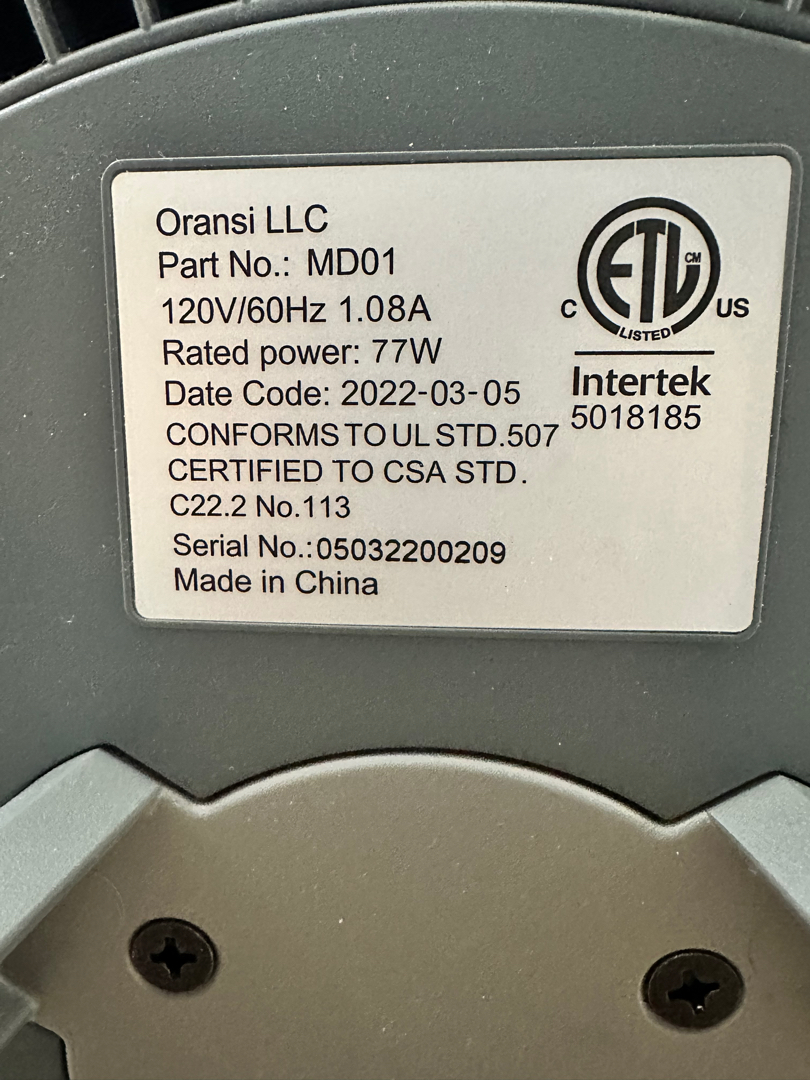 Oransi LLC
Part No.: MD01
120V/60Hz 1.08A
Rated power: 77W
Date Code: 2022-03-05
CONFORMS TO UL STD.507
CERTIFIED TO CSA STD.
C22.2 No.113
Serial No.:05032200209
Made in China
ETL CM
C US
LISTED
Intertek
5018185